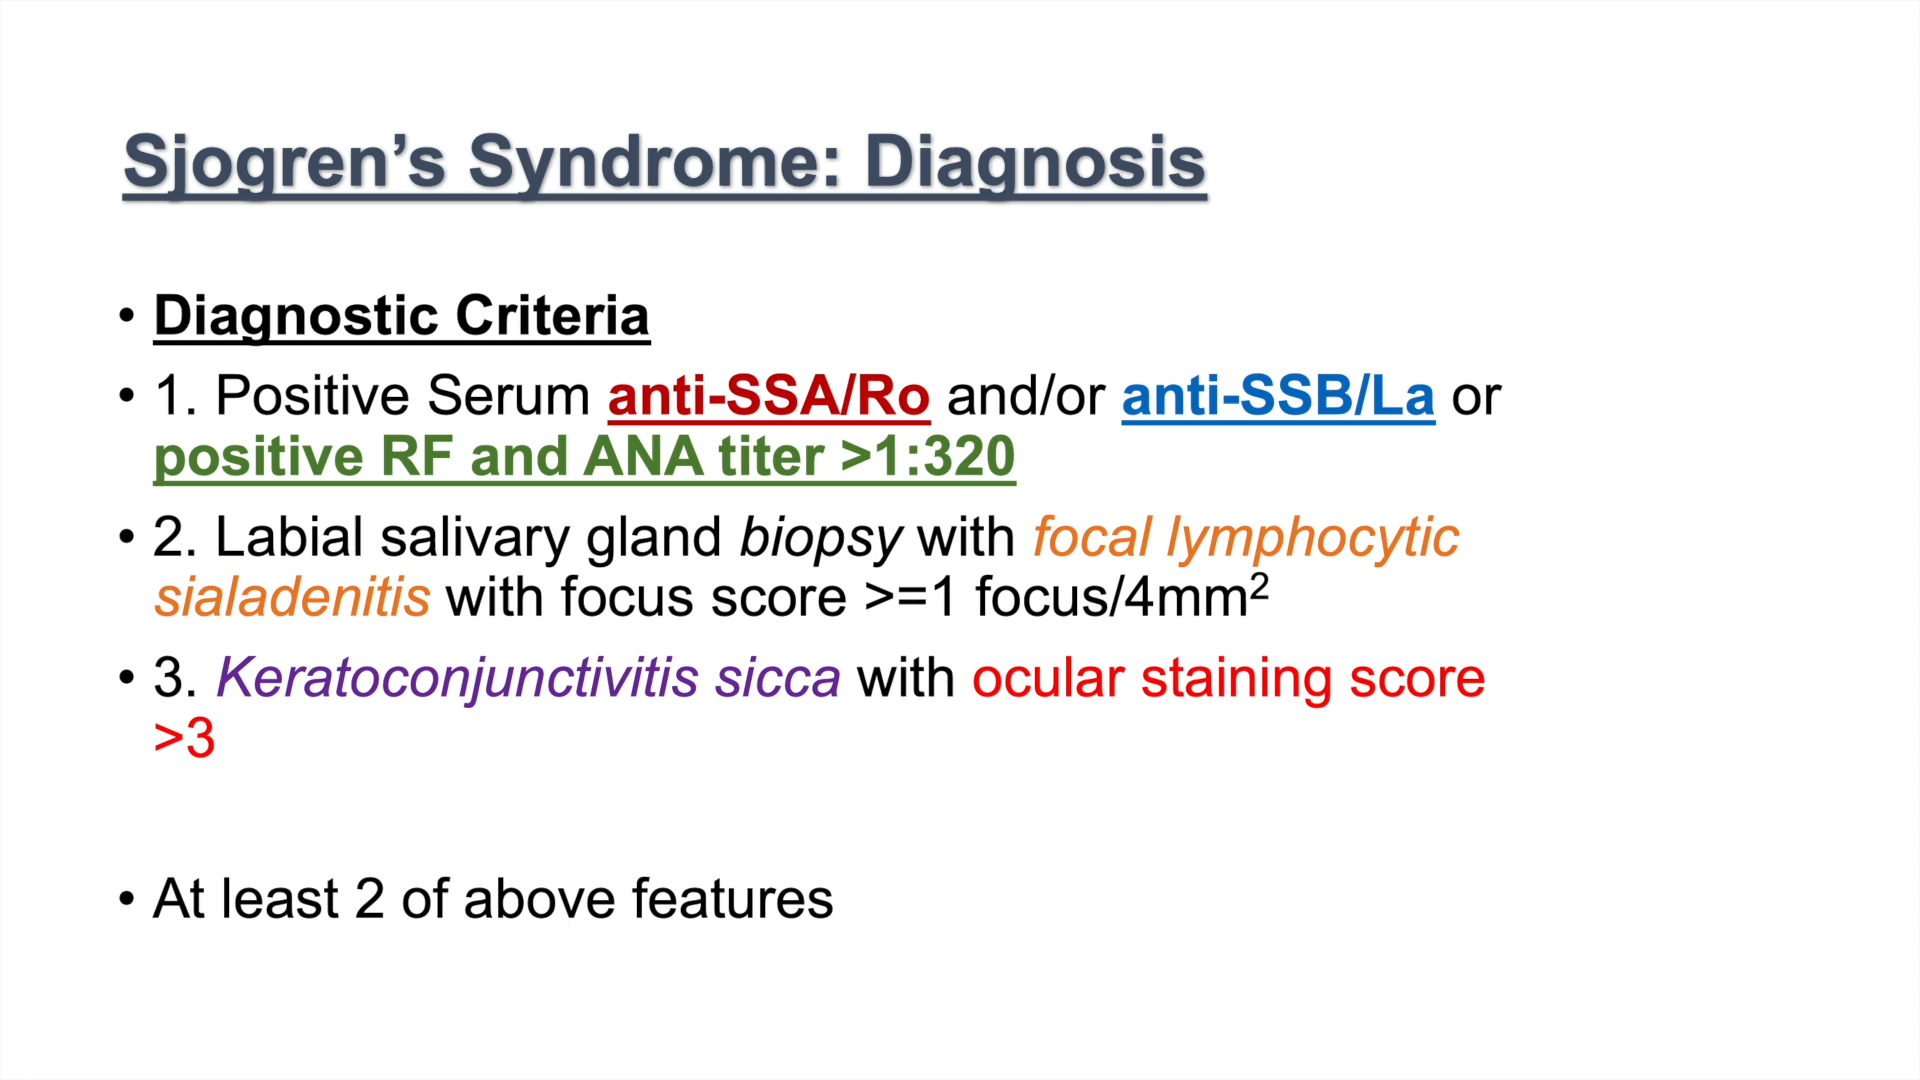 Sjogren’s Syndrome: Diagnosis
• Diagnostic Criteria
• 1. Positive Serum anti-SSA/Ro and/or anti-SSB/La or
positive RF and ANA titer >1:320
• 2. Labial salivary gland biopsy with focal lymphocytic
sialadenitis with focus score >=1 focus/4mm²
• 3. Keratoconjunctivitis sicca with ocular staining score
>3
• At least 2 of above features